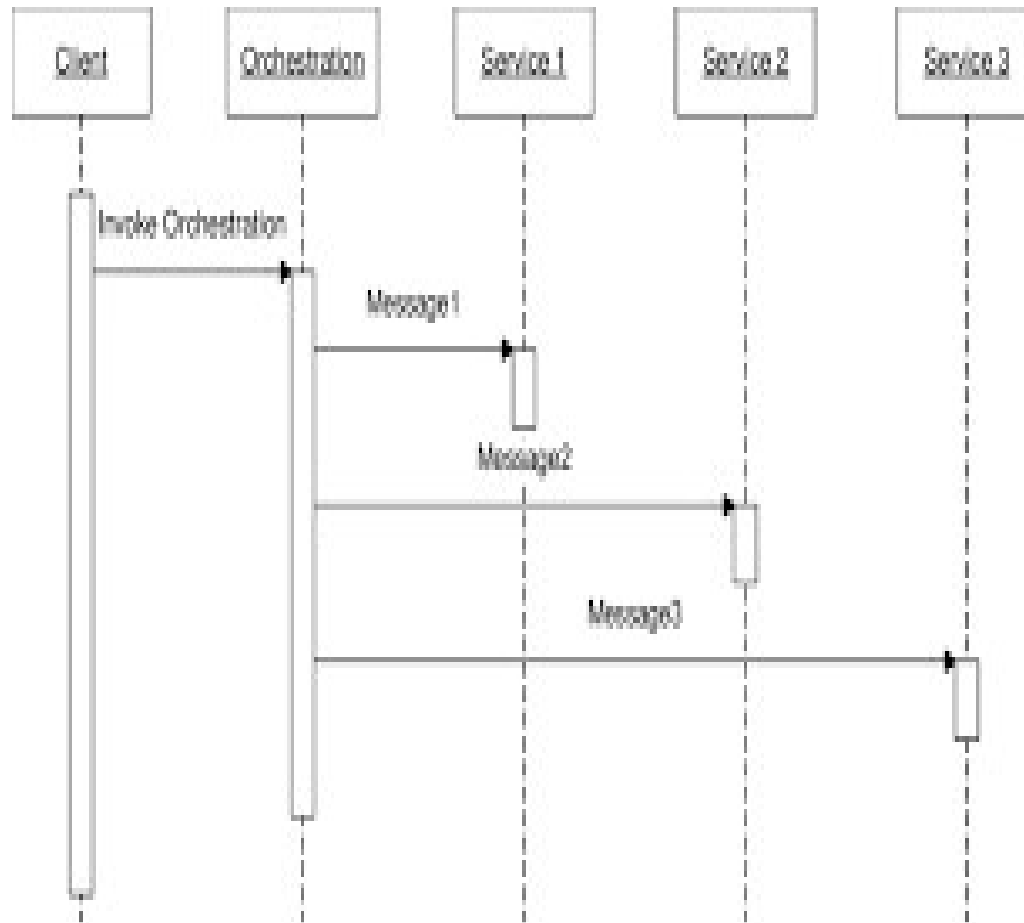 Client
Orchestration
Service 1
Service 2
Service 3
Invoke Orchestration
Message1
Message2
Message3